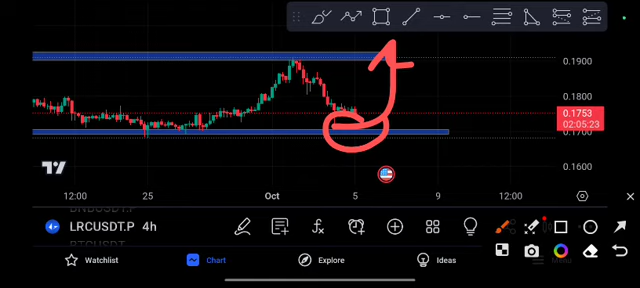 0.1900
0.1800
0.1753
02:05:23
0.1700
0.1600
12:00
25
Oct
5
9
12:00
LRCUSDT.P 4h
Watchlist
Chart
Explore
Ideas